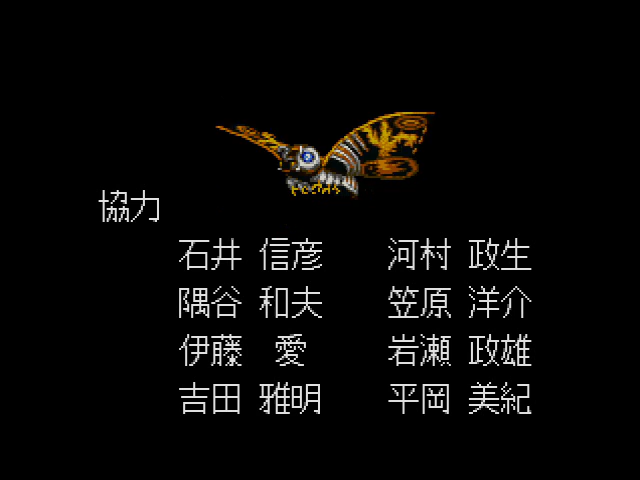 協力
石井 信彦 河村 政生
隅谷 和夫 笠原 洋介
伊藤 愛 岩瀬 政雄
吉田 雅明 平岡 美紀